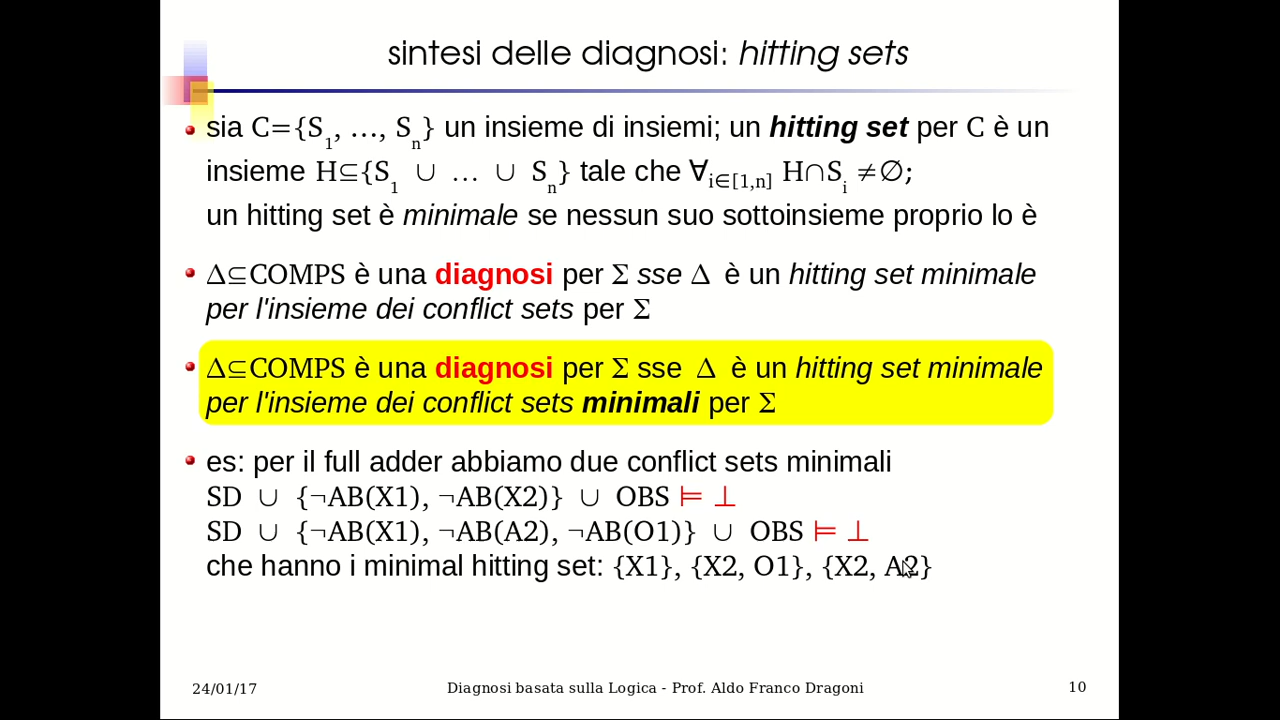 sintesi delle diagnosi: hitting sets
sia C={S1, …, Sn} un insieme di insiemi; un hitting set per C è un
insieme H⊆{S1 ∪ … ∪ Sn} tale che ∀i∈[1,n] H∩Si ≠∅;
un hitting set è minimale se nessun suo sottoinsieme proprio lo è
Δ⊆COMPS è una diagnosi per Σ sse Δ è un hitting set minimale
per l'insieme dei conflict sets per Σ
Δ⊆COMPS è una diagnosi per Σ sse Δ è un hitting set minimale
per l'insieme dei conflict sets minimali per Σ
es: per il full adder abbiamo due conflict sets minimali
SD ∪ {¬AB(X1), ¬AB(X2)} ∪ OBS ⊨ ⊥
SD ∪ {¬AB(X1), ¬AB(A2), ¬AB(O1)} ∪ OBS ⊨ ⊥
che hanno i minimal hitting set: {X1}, {X2, O1}, {X2, A2}
24/01/17 Diagnosi basata sulla Logica - Prof. Aldo Franco Dragoni 10